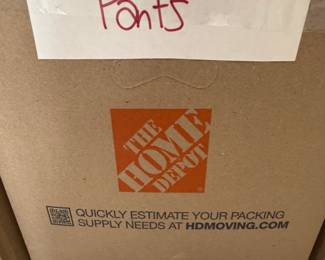 Pants
THE
HOME
DEPOT
QUICKLY ESTIMATE YOUR PACKING
SUPPLY NEEDS AT HDMOVING.COM